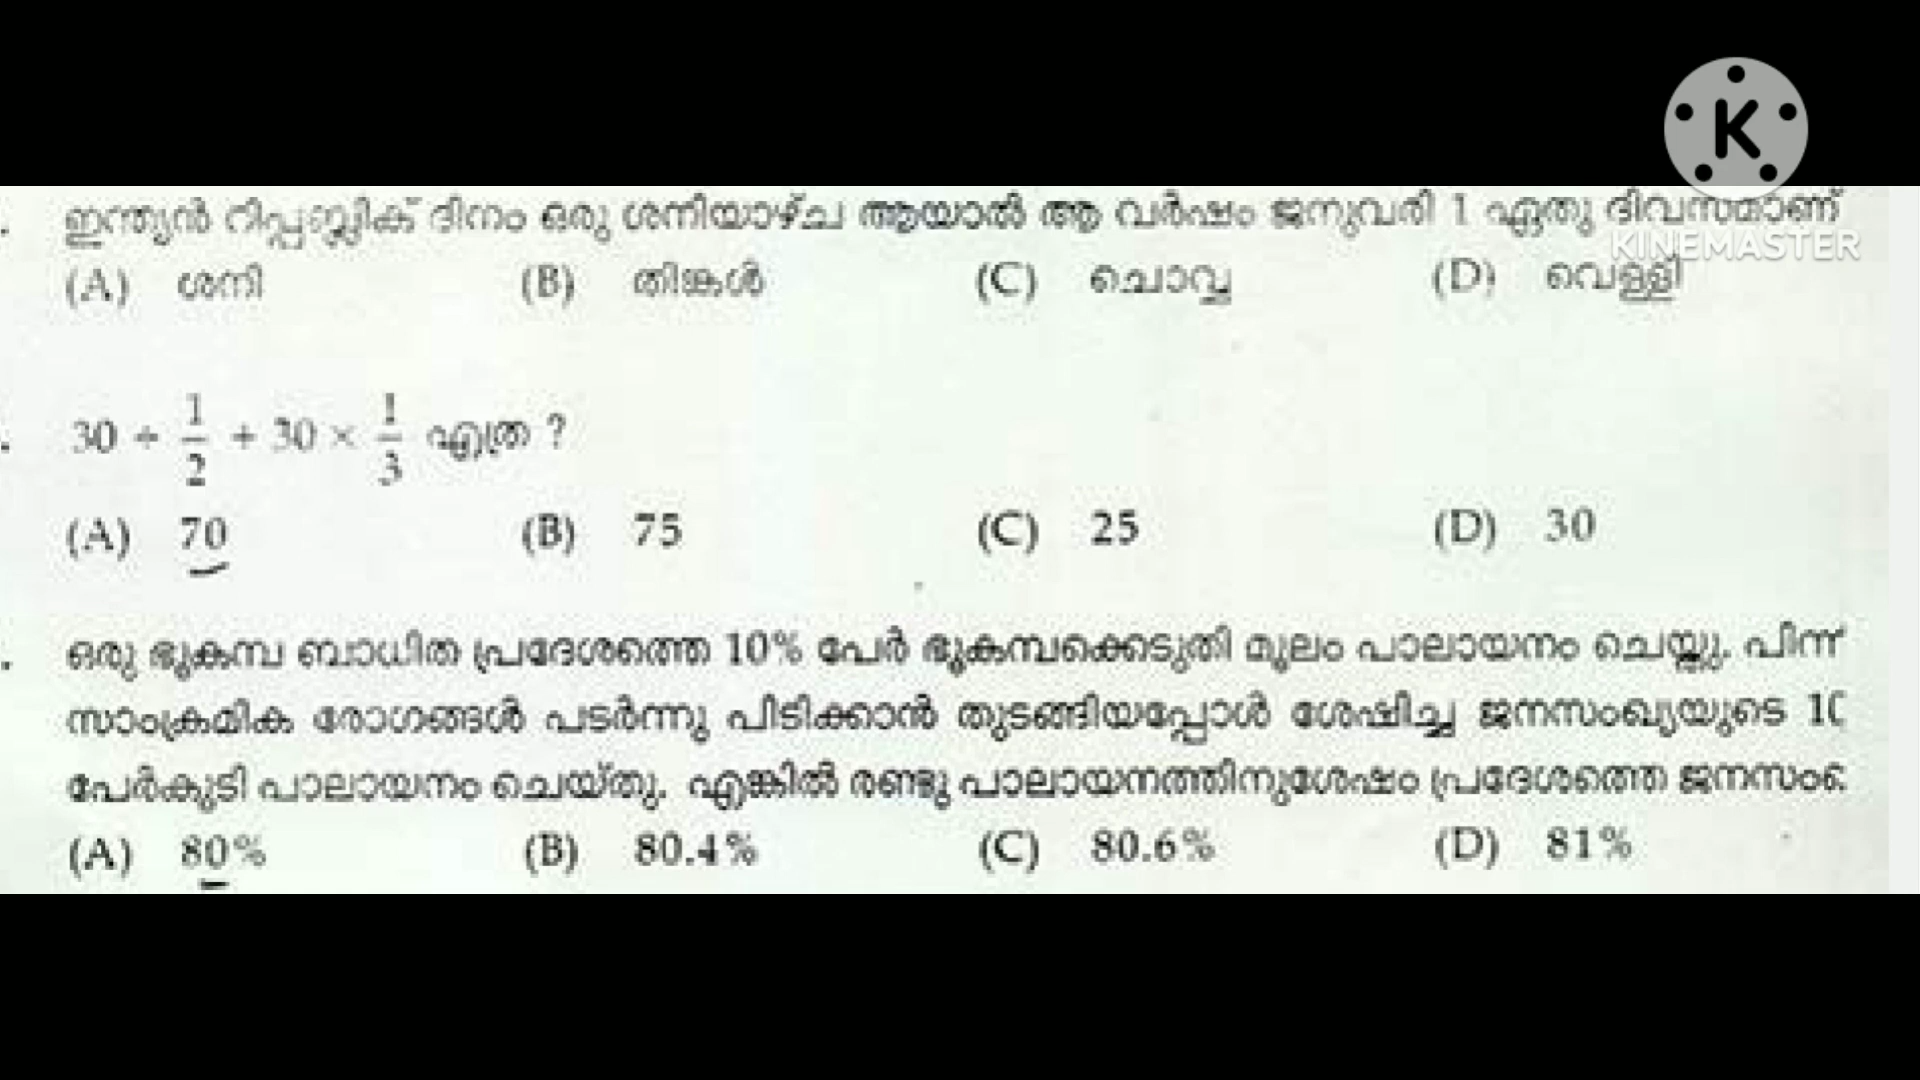 K
ഇന്ത്യൻ റിപ്പബ്ലിക് ദിനം ഒരു ശനിയാഴ്ച ആയാൽ ആ വർഷം ജനുവരി 1 ഏതു ദിവസമാണ്
KINEMASTER
(A) ശനി (B) തിങ്കൾ (C) ചൊവ്വ (D) വെള്ളി
30 ÷ 1/2 + 30 × 1/3 എത്ര ?
(A) 70 (B) 75 (C) 25 (D) 30
ഒരു ഭൂകമ്പ ബാധിത പ്രദേശത്തെ 10% പേർ ഭൂകമ്പക്കെടുതി മൂലം പാലായനം ചെയ്തു.
സാംക്രമിക രോഗങ്ങൾ പടർന്നു പിടിക്കാൻ തുടങ്ങിയപ്പോൾ ശേഷിച്ച ജനസംഖ്യയുടെ 10
പേർകൂടി പാലായനം ചെയ്തു. എങ്കിൽ രണ്ടു പാലായനത്തിനുശേഷം പ്രദേശത്തെ
(A) 80% (B) 80.4% (C) 80.6% (D) 81%